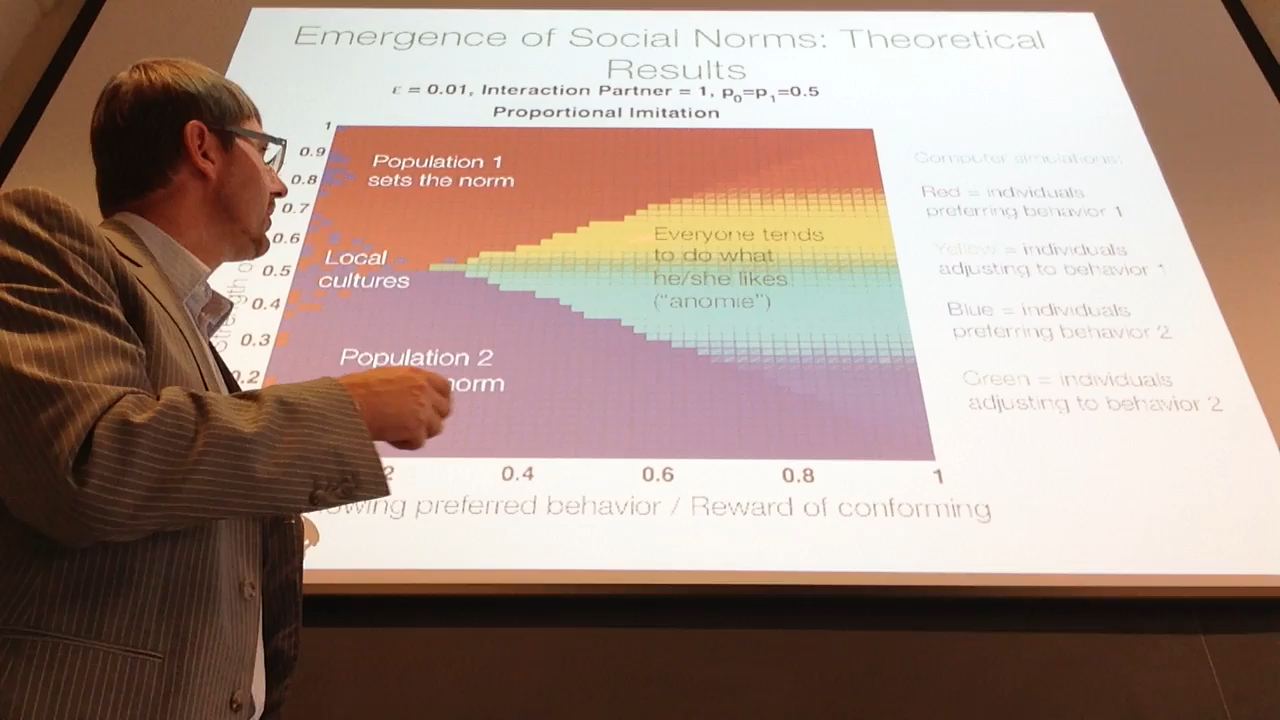 Emergence of Social Norms: Theoretical
Results
ε = 0.01, Interaction Partner = 1, p0=p1=0.5
Proportional Imitation
1
0.9
0.8
0.7
0.6
0.5
0.4
0.3
0.2
Population 1
sets the norm
Local
cultures
Everyone tends
to do what
he/she likes
("anomie")
Population 2
norm
0.4
0.6
0.8
1
preferred behavior / Reward of conforming
Computer simulations:
Red = individuals
preferring behavior 1
Yellow = individuals
adjusting to behavior 1
Blue = individuals
preferring behavior 2
Green = individuals
adjusting to behavior 2